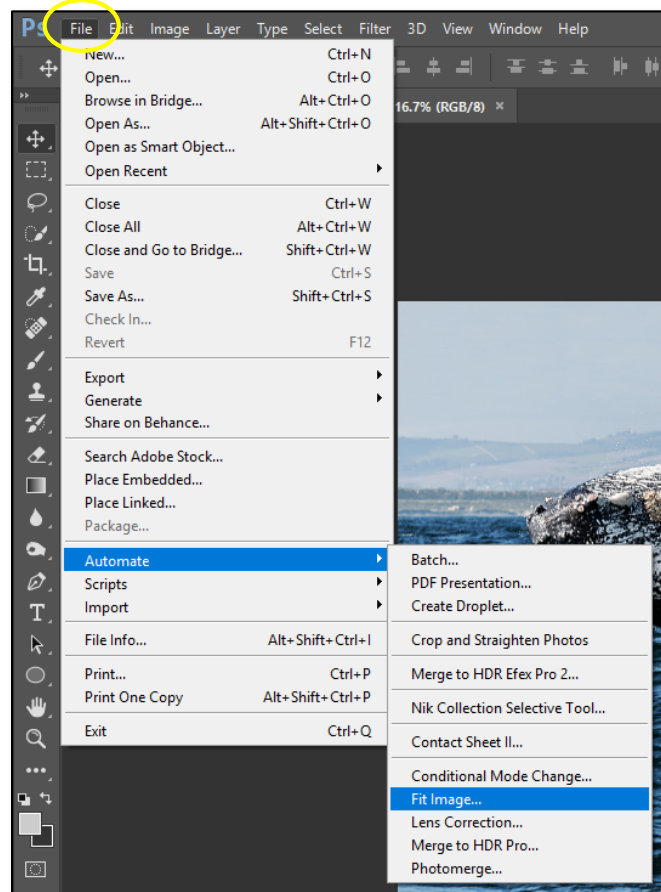 Ps File Edit Image Layer Type Select Filter 3D View Window Help
16.7% (RGB/8) ×
New... Ctrl+N
Open... Ctrl+O
Browse in Bridge... Alt+Ctrl+O
Open As... Alt+Shift+Ctrl+O
Open as Smart Object...
Open Recent
Close Ctrl+W
Close All Alt+Ctrl+W
Close and Go to Bridge... Shift+Ctrl+W
Save Ctrl+S
Save As... Shift+Ctrl+S
Check In...
Revert F12
Export
Generate
Share on Behance...
Search Adobe Stock...
Place Embedded...
Place Linked...
Package...
Automate
Scripts
Import
File Info... Alt+Shift+Ctrl+I
Print... Ctrl+P
Print One Copy Alt+Shift+Ctrl+P
Exit Ctrl+Q
Batch...
PDF Presentation...
Create Droplet...
Crop and Straighten Photos
Merge to HDR Efex Pro 2...
Nik Collection Selective Tool...
Contact Sheet II...
Conditional Mode Change...
Fit Image...
Lens Correction...
Merge to HDR Pro...
Photomerge...